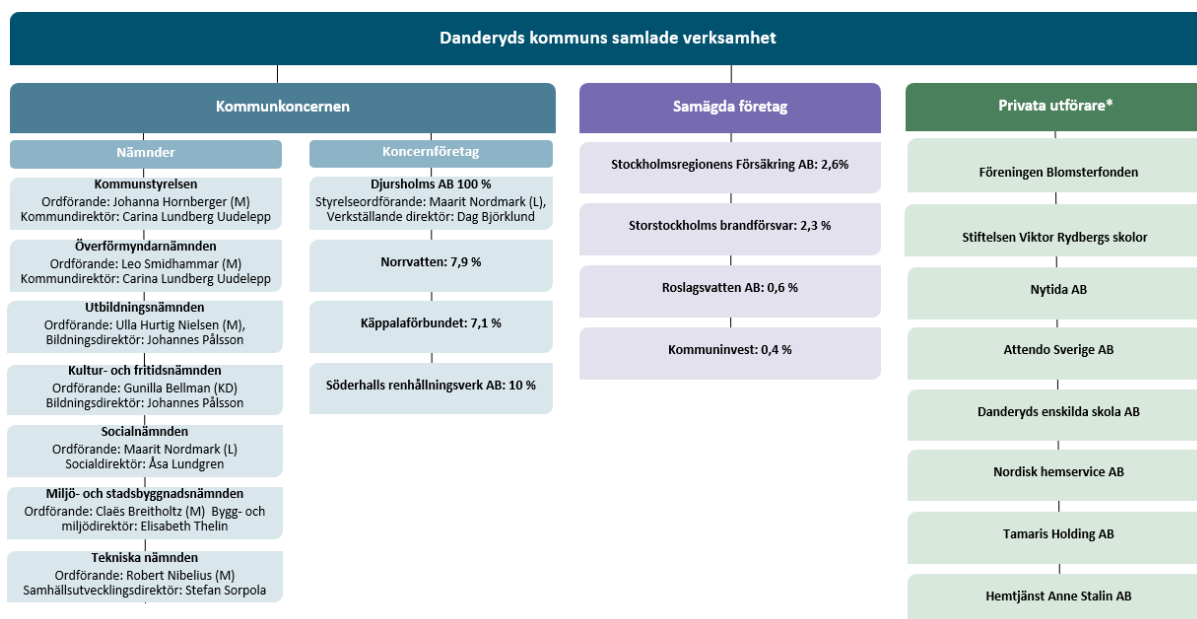 Danderyds kommuns samlade verksamhet
Kommunkoncernen
Nämnder
Kommunstyrelsen
Ordförande: Johanna Hornberger (M)
Kommundirektör: Carina Lundberg Uudelepp
Överförmyndarnämnden
Ordförande: Leo Smidhammar (M)
Kommundirektör: Carina Lundberg Uudelepp
Utbildningsnämnden
Ordförande: Ulla Hurtig Nielsen (M),
Bildningsdirektör: Johannes Pålsson
Kultur- och fritidsnämnden
Ordförande: Gunilla Bellman (KD)
Bildningsdirektör: Johannes Pålsson
Socialnämnden
Ordförande: Maarit Nordmark (L)
Socialdirektör: Åsa Lundgren
Miljö- och stadsbyggnadsnämnden
Ordförande: Claës Breitholtz (M) Bygg- och
miljödirektör: Elisabeth Thelin
Tekniska nämnden
Ordförande: Robert Nibelius (M)
Samhällsutvecklingsdirektör: Stefan Sorpola
Koncernföretag
Djursholms AB 100 %
Styrelseordförande: Maarit Nordmark (L),
Verkställande direktör: Dag Björklund
Norrvatten: 7,9 %
Käppalaförbundet: 7,1 %
Söderhalls renhållningsverk AB: 10 %
Samägda företag
Stockholmsregionens Försäkring AB: 2,6%
Storstockholms brandförsvar: 2,3 %
Roslagsvatten AB: 0,6 %
Kommuninvest: 0,4 %
Privata utförare*
Föreningen Blomsterfonden
Stiftelsen Viktor Rydbergs skolor
Nytida AB
Attendo Sverige AB
Danderyds enskilda skola AB
Nordisk hemservice AB
Tamaris Holding AB
Hemtjänst Anne Stalin AB